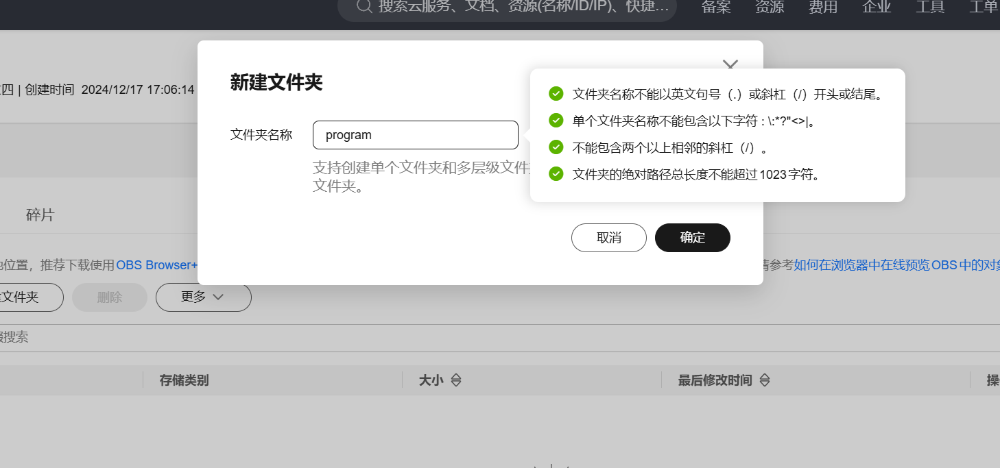 搜索云服务、文档、资源(名称/ID/IP)、快捷… 备案 资源 费用 企业 工具 工单
四 | 创建时间 2024/12/17 17:06:14
新建文件夹
文件夹名称 program
支持创建单个文件夹和多层级文件
文件夹。
文件夹名称不能以英文句号（.）或斜杠（/）开头或结尾。
单个文件夹名称不能包含以下字符 : \:*?"<>|。
不能包含两个以上相邻的斜杠（/）。
文件夹的绝对路径总长度不能超过1023字符。
取消 确定
碎片
位置，推荐下载使用OBS Browser+
请参考如何在浏览器中在线预览OBS中的对象
文件夹 删除 更多
搜索
存储类别 大小 最后修改时间 操